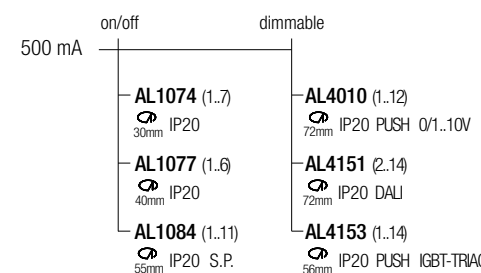 on/off dimmable
500 mA
AL1074 (1..7) AL4010 (1..12)
30mm IP20 72mm IP20 PUSH 0/1..10V
AL1077 (1..6) AL4151 (2..14)
40mm IP20 72mm IP20 DALI
AL1084 (1..11) AL4153 (1..14)
55mm IP20 S.P. 56mm IP20 PUSH IGBT-TRIAC